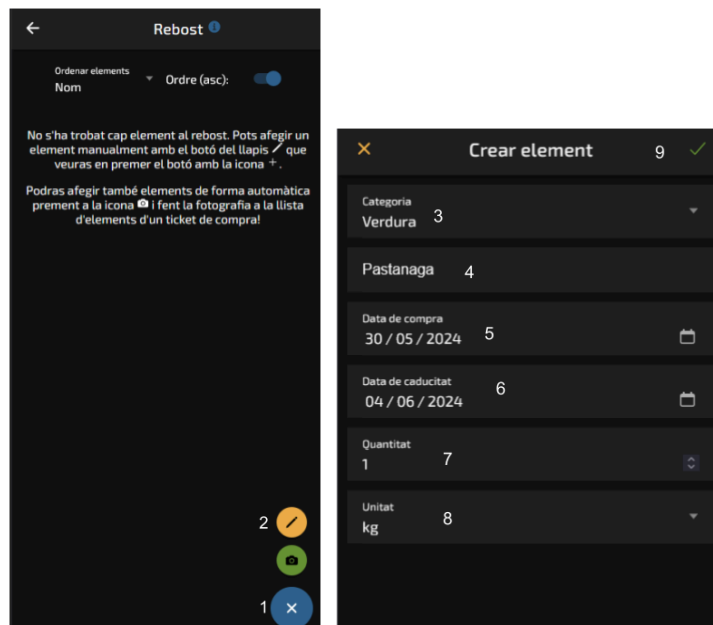 Rebost
Ordenar elements
Nom
Ordre (asc):
No s'ha trobat cap element al rebost. Pots afegir un
element manualment amb el botó del llapis que
veuras en premer el botó amb la icona + .
Podras afegir també elements de forma automàtica
prement a la icona i fent la fotografia a la llista
d'elements d'un ticket de compra!
2
1
Crear element
9
Categoria
Verdura
3
Pastanaga
4
Data de compra
30 / 05 / 2024
5
Data de caducitat
04 / 06 / 2024
6
Quantitat
1
7
Unitat
kg
8